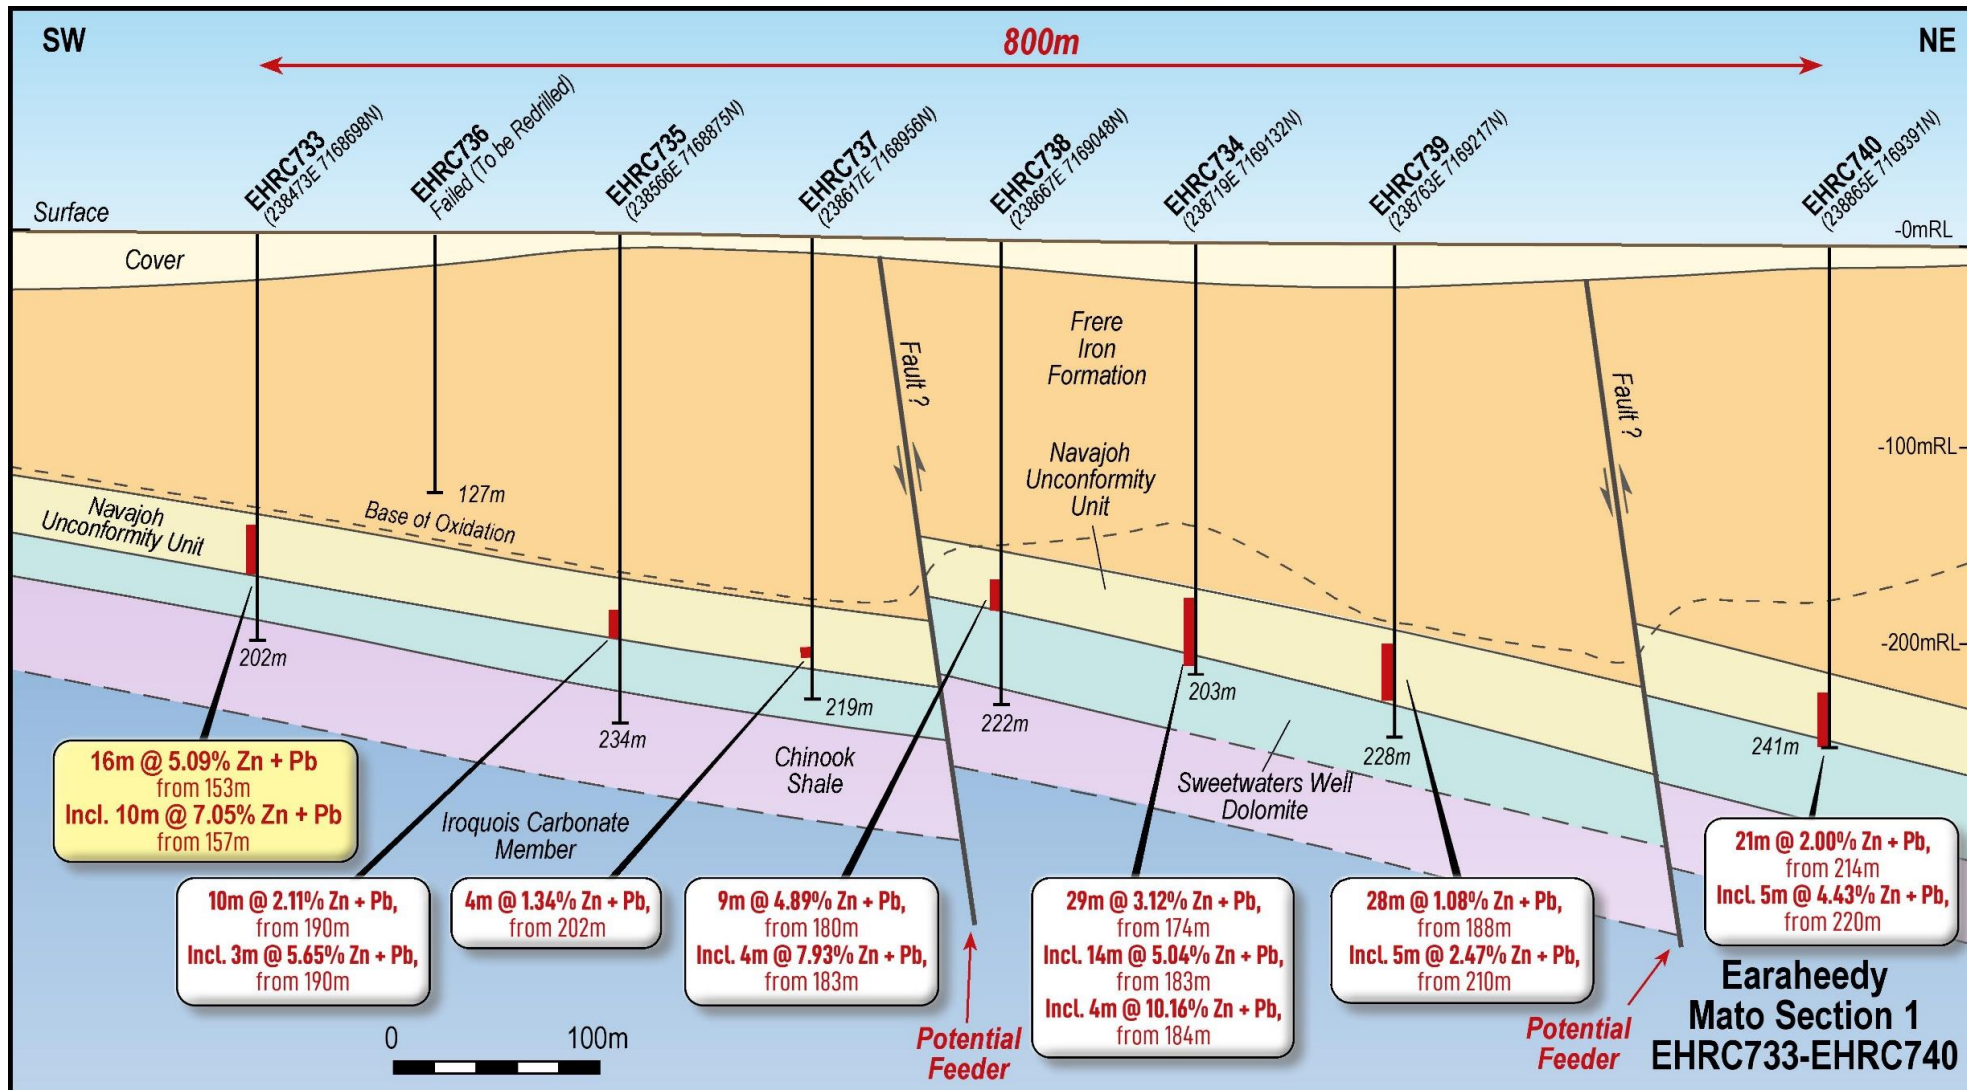 SW
800m
NE
EHRC733
(238473E 7168698N)
EHRC736
Failed (To be Redrilled)
EHRC735
(238566E 7168875N)
EHRC737
(238617E 7168956N)
EHRC738
(238667E 7169048N)
EHRC734
(238719E 7169132N)
EHRC739
(238763E 7169217N)
EHRC740
(238865E 7169391N)
Surface
-0mRL
Cover
Frere
Iron
Formation
Fault ?
Fault ?
-100mRL
Navajoh
Unconformity
Unit
127m
Base of Oxidation
Navajoh
Unconformity Unit
-200mRL
202m
234m
219m
222m
203m
228m
241m
Chinook
Shale
Sweetwaters Well
Dolomite
Iroquois Carbonate
Member
16m @ 5.09% Zn + Pb
from 153m
Incl. 10m @ 7.05% Zn + Pb
from 157m
10m @ 2.11% Zn + Pb,
from 190m
Incl. 3m @ 5.65% Zn + Pb,
from 190m
4m @ 1.34% Zn + Pb,
from 202m
9m @ 4.89% Zn + Pb,
from 180m
Incl. 4m @ 7.93% Zn + Pb,
from 183m
29m @ 3.12% Zn + Pb,
from 174m
Incl. 14m @ 5.04% Zn + Pb,
from 183m
Incl. 4m @ 10.16% Zn + Pb,
from 184m
28m @ 1.08% Zn + Pb,
from 188m
Incl. 5m @ 2.47% Zn + Pb,
from 210m
21m @ 2.00% Zn + Pb,
from 214m
Incl. 5m @ 4.43% Zn + Pb,
from 220m
0
100m
Potential
Feeder
Potential
Feeder
Earaheedy
Mato Section 1
EHRC733-EHRC740